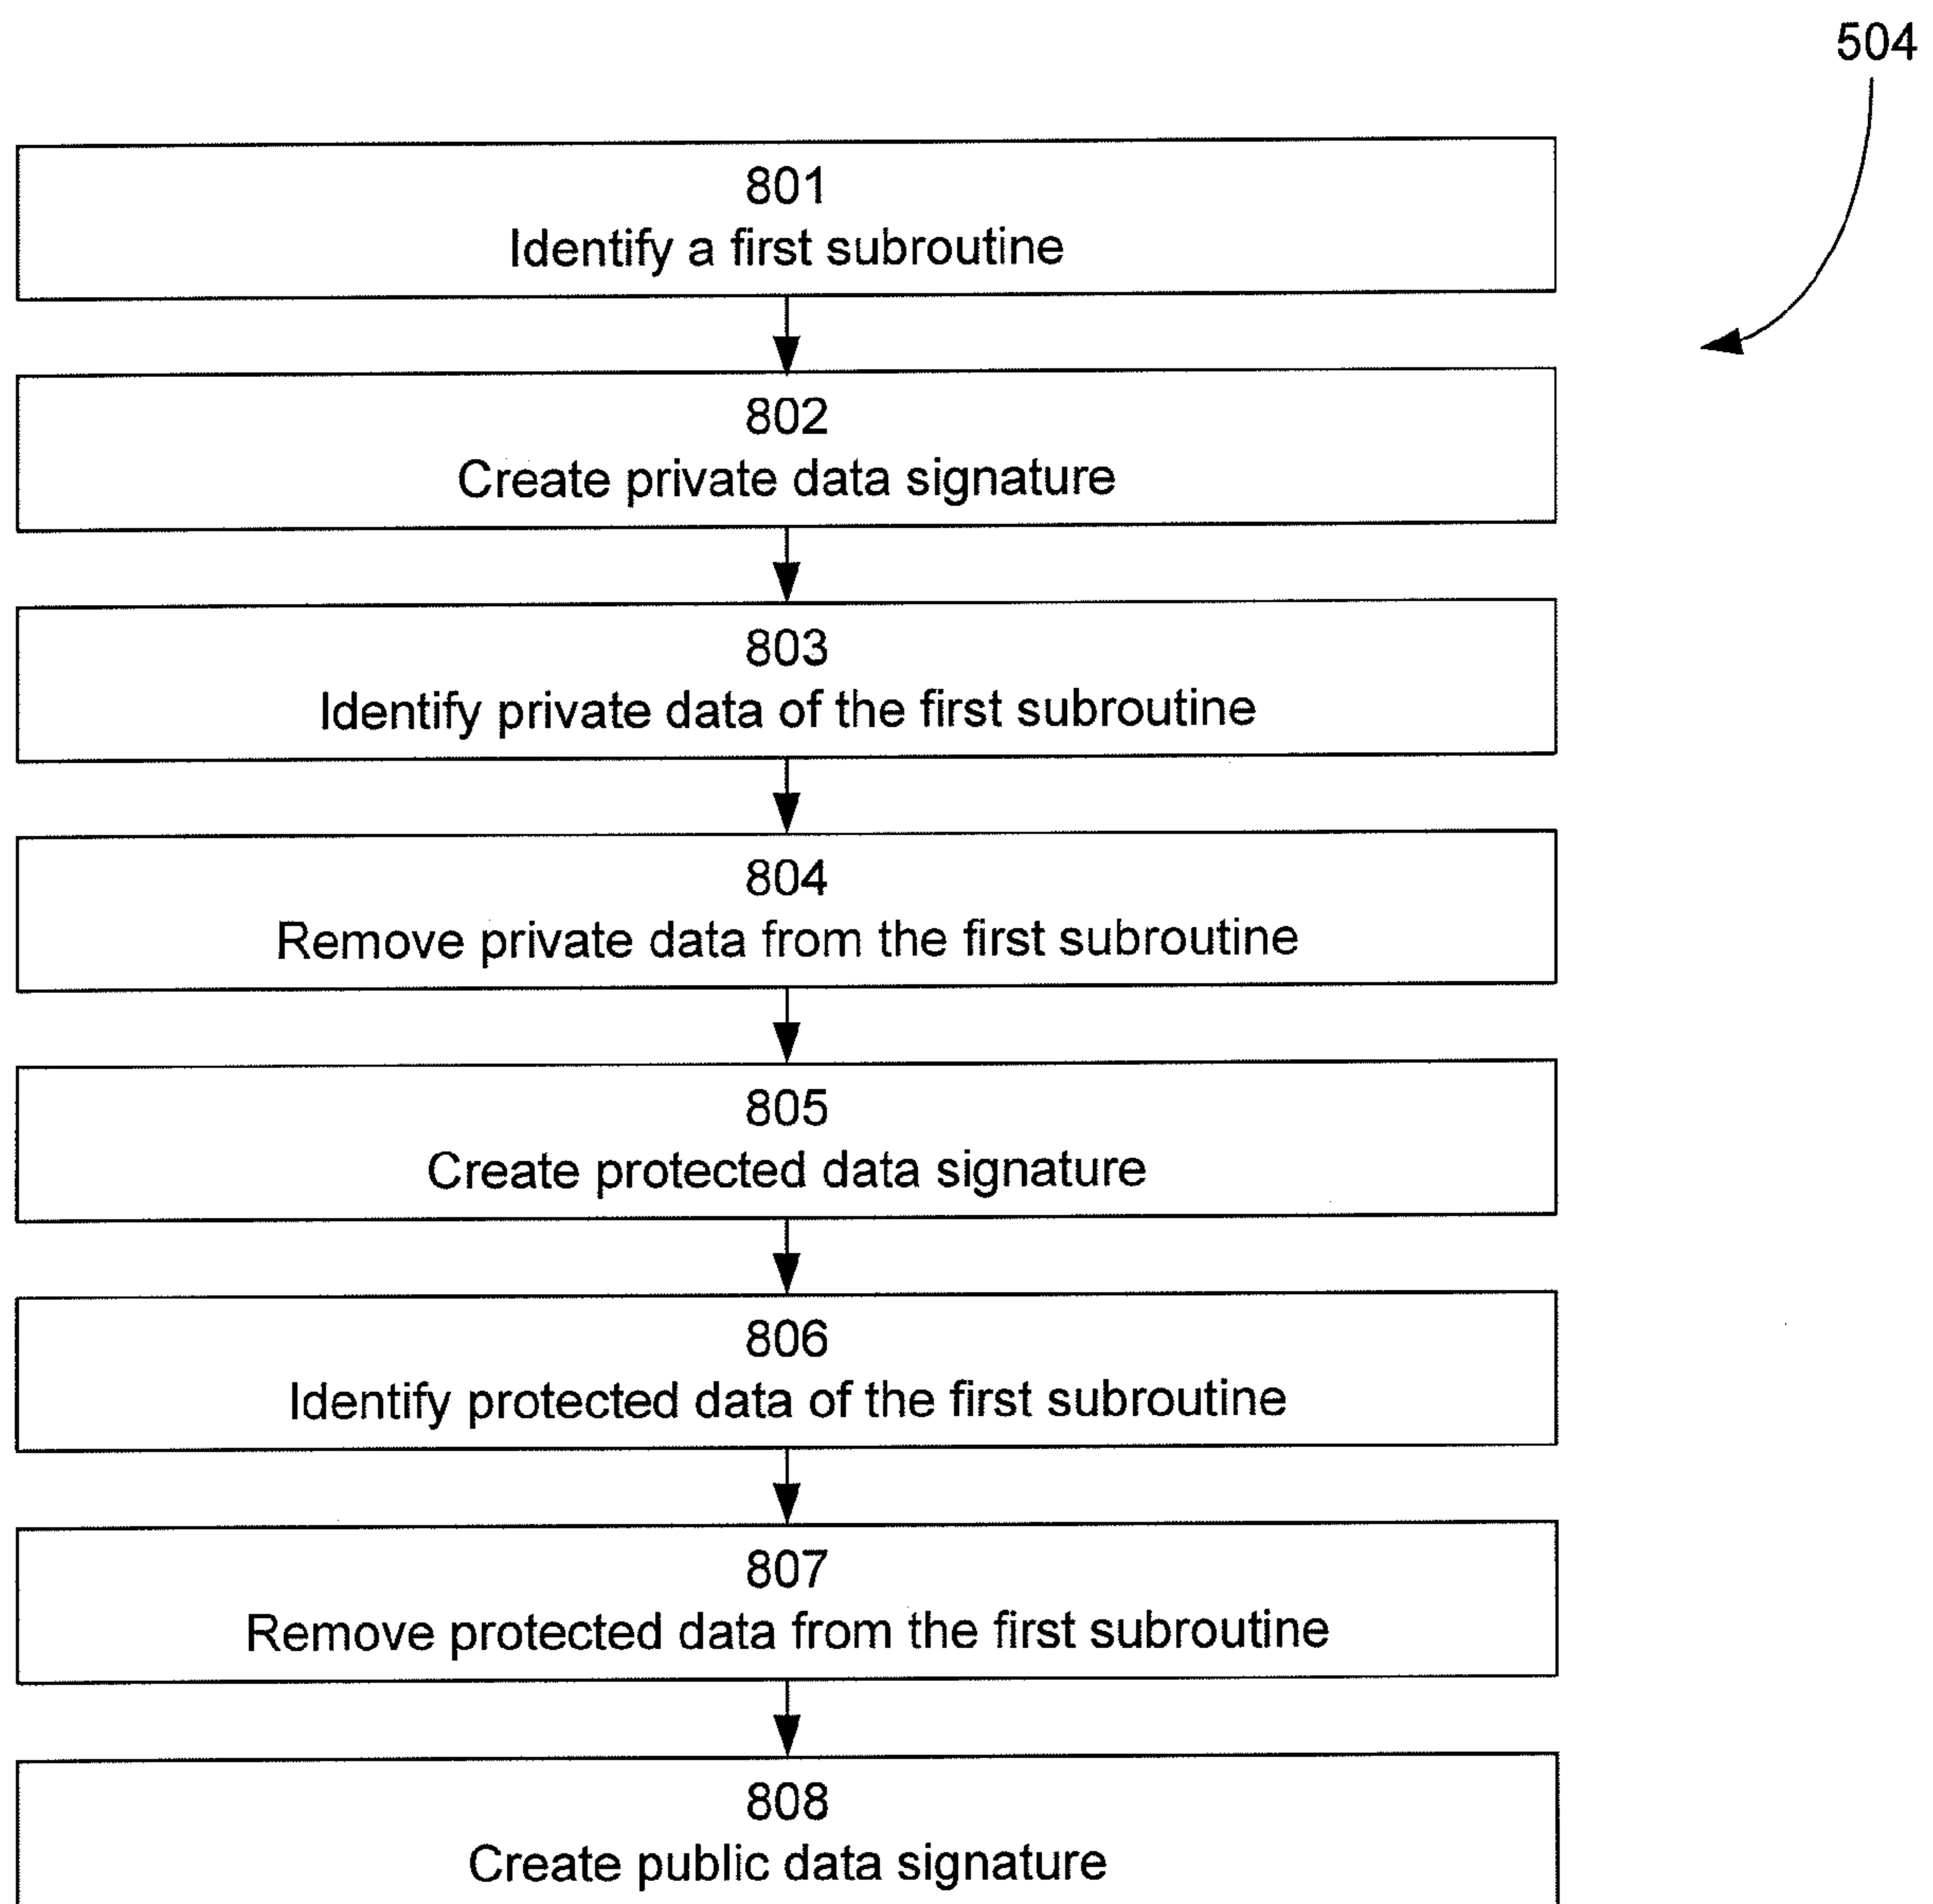 504
801
Identify a first subroutine
802
Create private data signature
803
Identify private data of the first subroutine
804
Remove private data from the first subroutine
805
Create protected data signature
806
Identify protected data of the first subroutine
807
Remove protected data from the first subroutine
808
Create public data signature